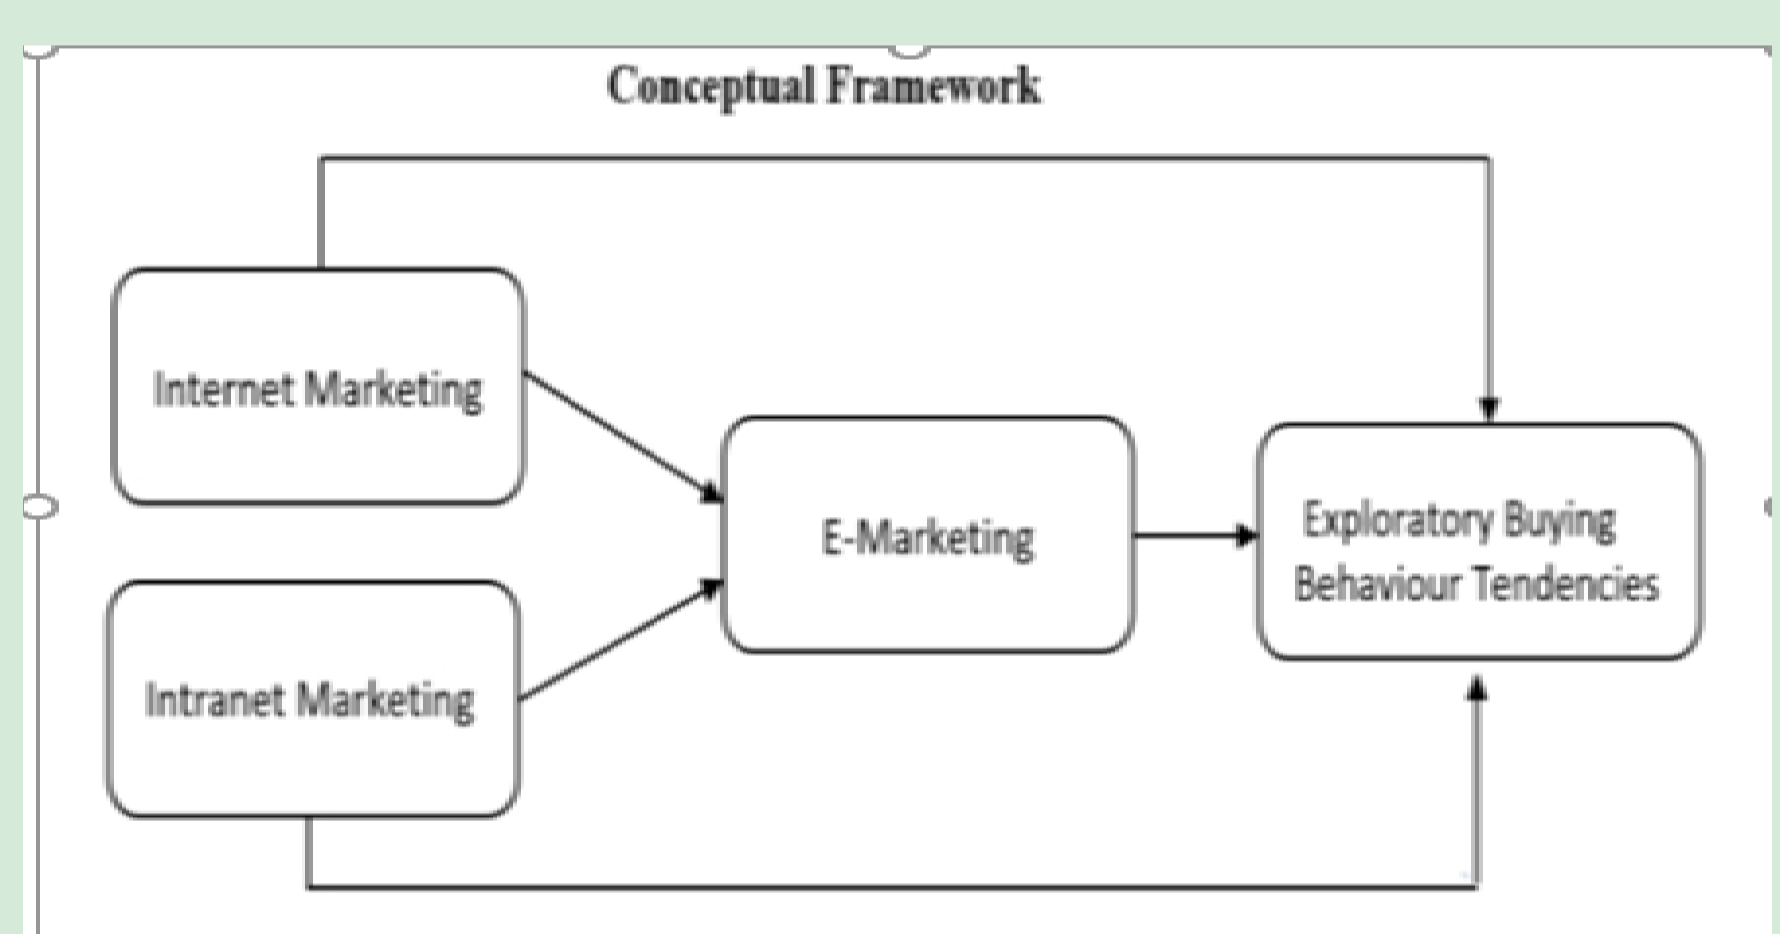 Conceptual Framework
Internet Marketing
E-Marketing
Exploratory Buying
Behaviour Tendencies
Intranet Marketing